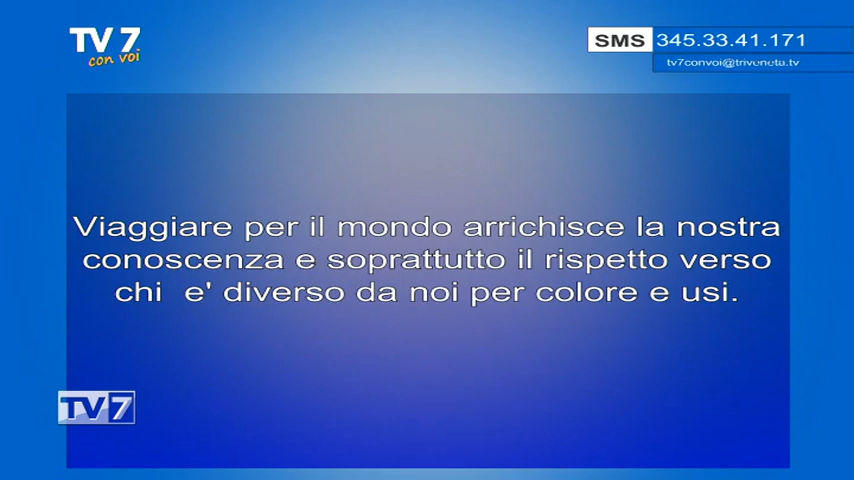 TV 7
con voi
SMS 345.33.41.171
tv7convoi@triveneta.tv
Viaggiare per il mondo arrichisce la nostra
conoscenza e soprattutto il rispetto verso
chi  e' diverso da noi per colore e usi.
TV7